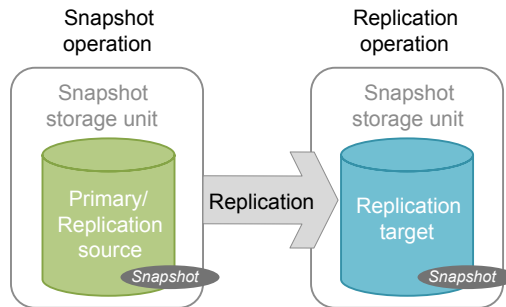 Snapshot
operation
Snapshot
storage unit
Primary/
Replication
source
Snapshot
Replication
Replication
operation
Snapshot
storage unit
Replication
target
Snapshot